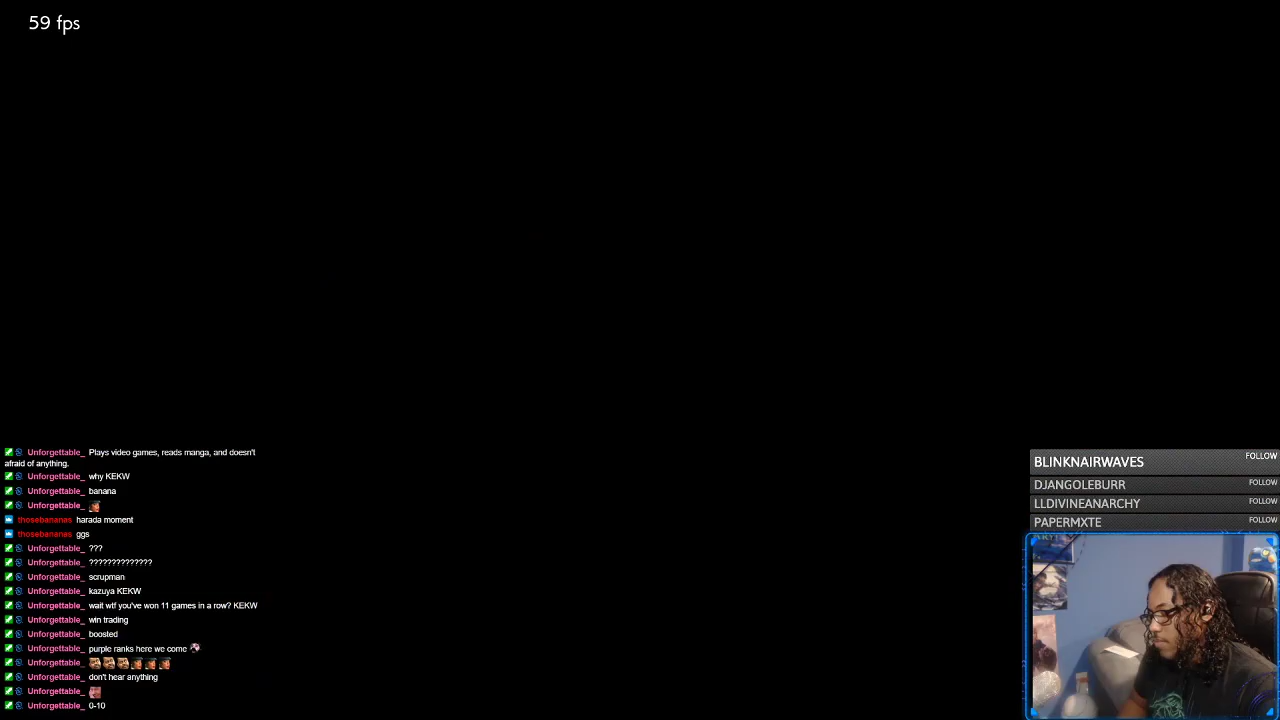 59 fps
Unforgettable_ Plays video games, reads manga, and doesn't
afraid of anything.
Unforgettable_ why KEKW
Unforgettable_ banana
Unforgettable_
thosebananas harada moment
thosebananas ggs
Unforgettable_ ???
Unforgettable_ ??????????????
Unforgettable_ scrupman
Unforgettable_ kazuya KEKW
Unforgettable_ wait wtf you've won 11 games in a row? KEKW
Unforgettable_ win trading
Unforgettable_ boosted
Unforgettable_ purple ranks here we come
Unforgettable_
Unforgettable_ don't hear anything
Unforgettable_
Unforgettable_ 0-10
BLINKNAIRWAVES FOLLOW
DJANGOLEBURR FOLLOW
LLDIVINEANARCHY FOLLOW
PAPERMXTE FOLLOW